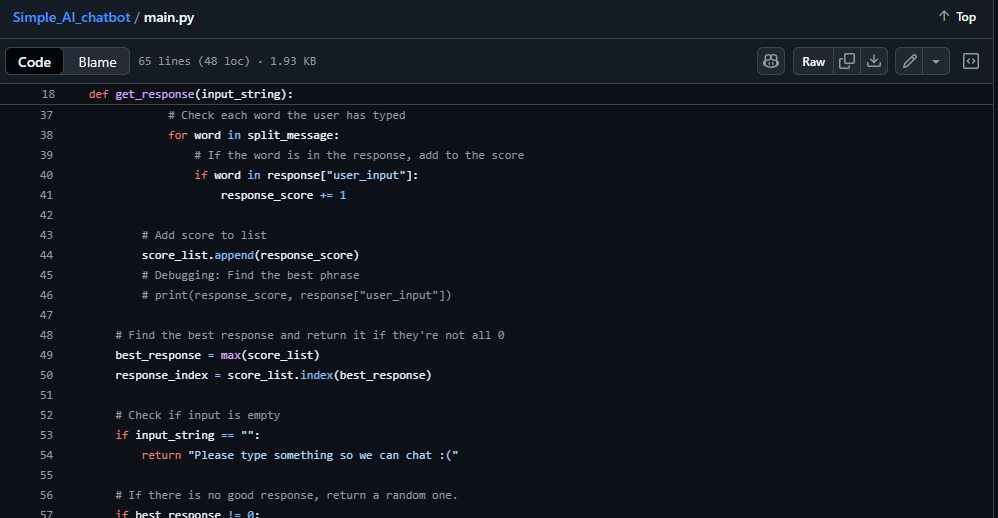 Simple_AI_chatbot / main.py
Top
Code Blame 65 lines (48 loc) · 1.93 KB
Raw
18 def get_response(input_string):
37 # Check each word the user has typed
38 for word in split_message:
39 # If the word is in the response, add to the score
40 if word in response["user_input"]:
41 response_score += 1
42
43 # Add score to list
44 score_list.append(response_score)
45 # Debugging: Find the best phrase
46 # print(response_score, response["user_input"])
47
48 # Find the best response and return it if they're not all 0
49 best_response = max(score_list)
50 response_index = score_list.index(best_response)
51
52 # Check if input is empty
53 if input_string == "":
54 return "Please type something so we can chat :("
55
56 # If there is no good response, return a random one.
57 if best_response != 0: